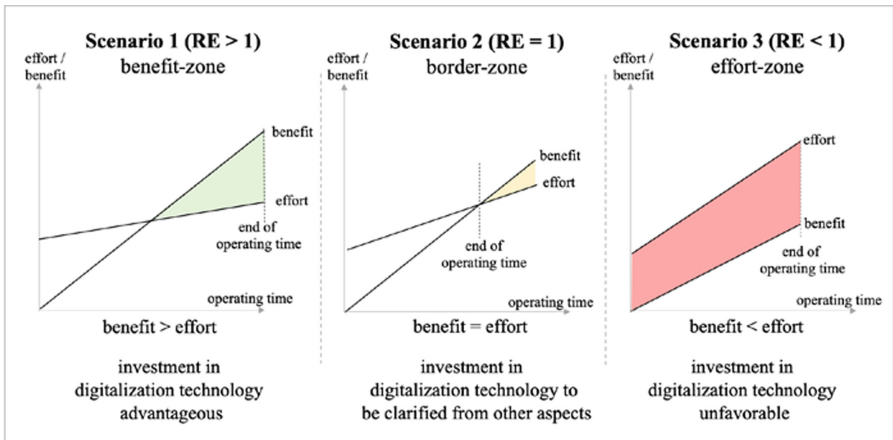 Scenario 1 (RE > 1)
benefit-zone
effort /
benefit
benefit
effort
end of
operating time
operating time
benefit > effort
investment in
digitalization technology
advantageous
Scenario 2 (RE = 1)
border-zone
effort /
benefit
benefit
effort
end of
operating time
operating time
benefit = effort
investment in
digitalization technology to
be clarified from other aspects
Scenario 3 (RE < 1)
effort-zone
effort /
benefit
effort
benefit
end of
operating time
operating time
benefit < effort
investment in
digitalization technology
unfavorable